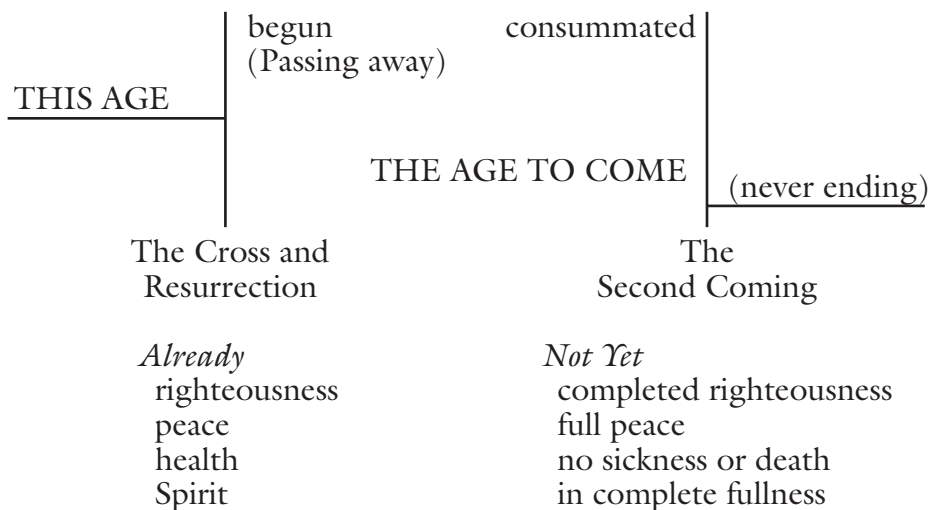 begun
consummated
(Passing away)
THIS AGE
THE AGE TO COME
(never ending)
The Cross and
Resurrection
The
Second Coming
Already
righteousness
peace
health
Spirit
Not Yet
completed righteousness
full peace
no sickness or death
in complete fullness